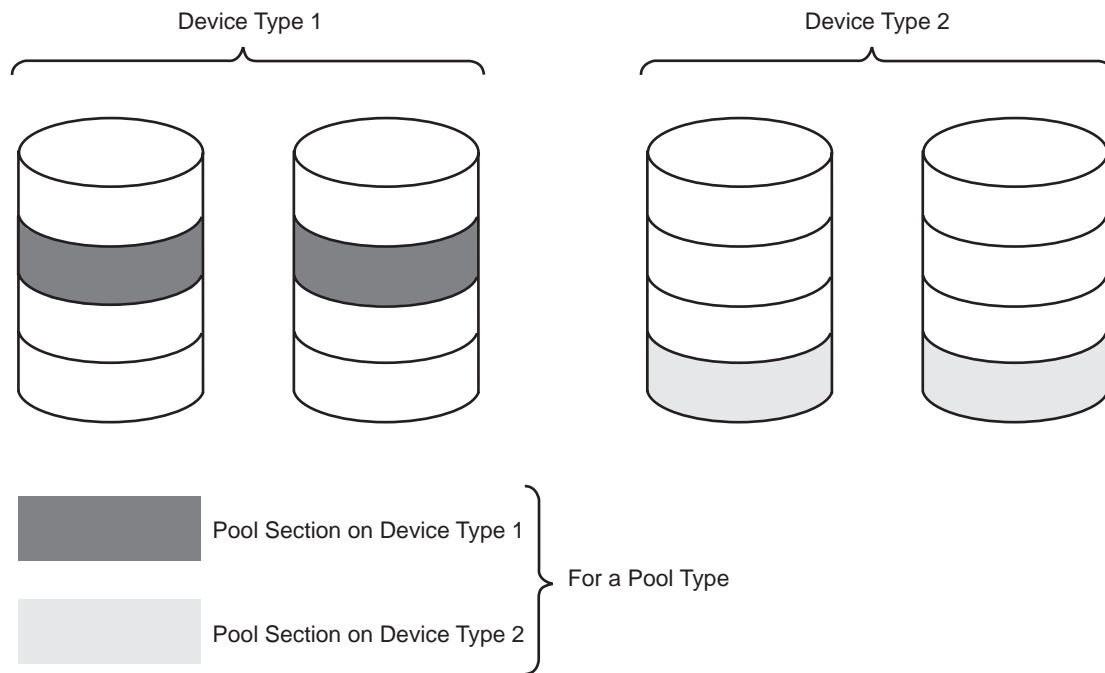 Device Type 1
Device Type 2
Pool Section on Device Type 1
For a Pool Type
Pool Section on Device Type 2